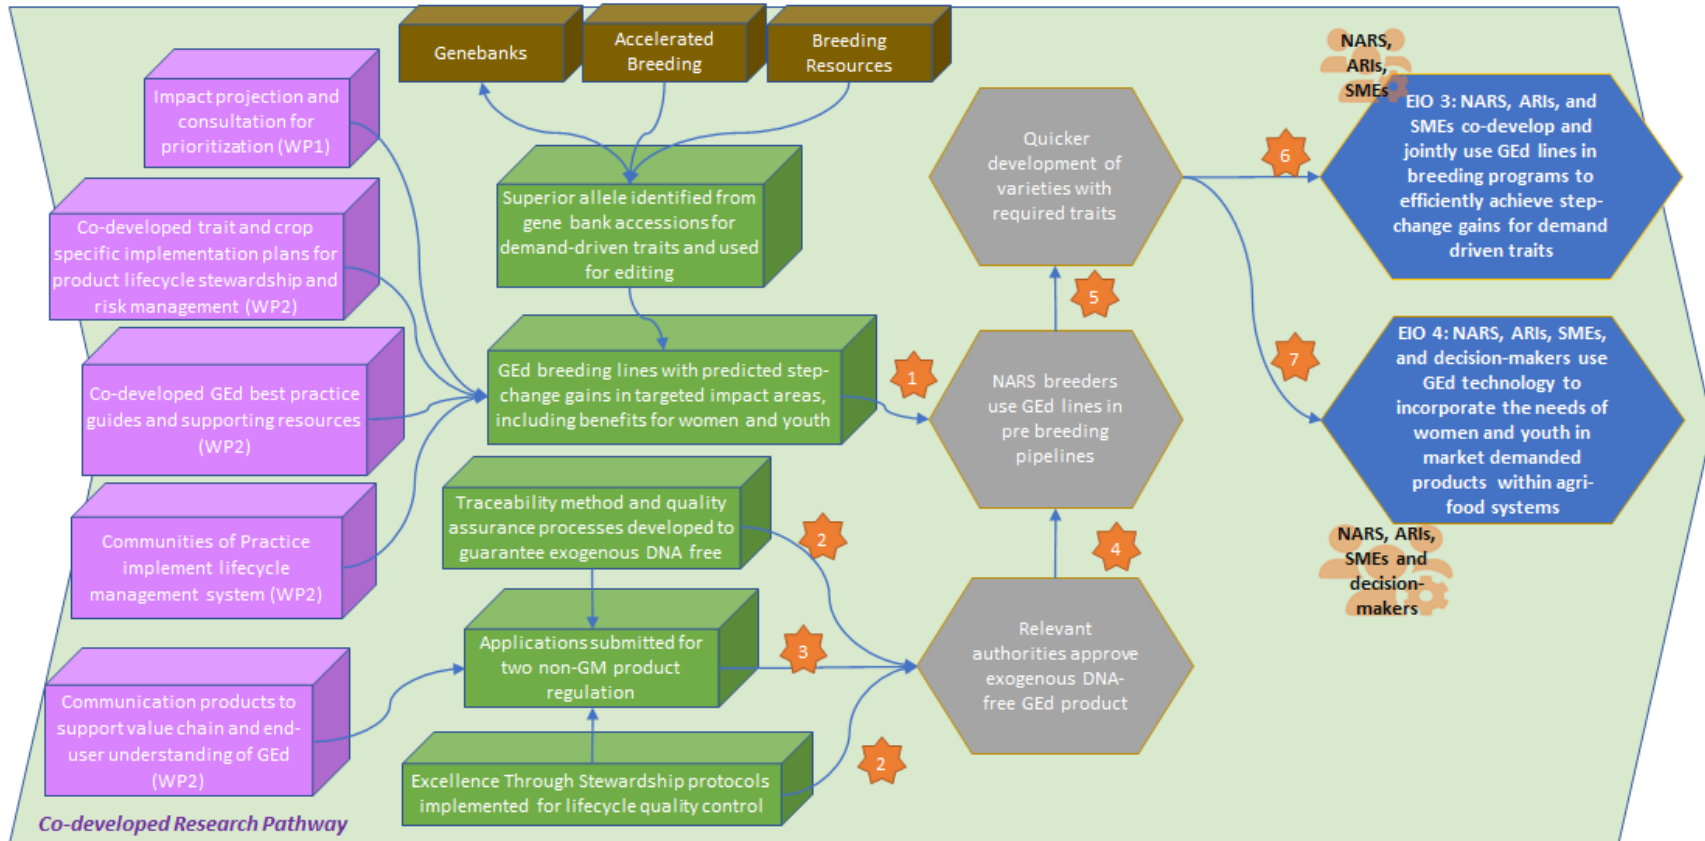 Genebanks
Accelerated
Breeding
Breeding
Resources
Impact projection and
consultation for
prioritization (WP1)
Co-developed trait and crop
specific implementation plans for
product lifecycle stewardship and
risk management (WP2)
Co-developed GEd best practice
guides and supporting resources
(WP2)
Communities of Practice
implement lifecycle
management system (WP2)
Communication products to
support value chain and end-
user understanding of GEd
(WP2)
Superior allele identified from
gene bank accessions for
demand-driven traits and used
for editing
GEd breeding lines with predicted step-
change gains in targeted impact areas,
including benefits for women and youth
Traceability method and quality
assurance processes developed to
guarantee exogenous DNA free
Applications submitted for
two non-GM product
regulation
Excellence Through Stewardship protocols
implemented for lifecycle quality control
1
2
3
2
Quicker
development of
varieties with
required traits
5
NARS breeders
use GEd lines in
pre breeding
pipelines
4
Relevant
authorities approve
exogenous DNA-
free GEd product
6
7
NARS,
ARIs,
SMEs
EIO 3: NARS, ARIs, and
SMEs co-develop and
jointly use GEd lines in
breeding programs to
efficiently achieve step-
change gains for demand
driven traits
EIO 4: NARS, ARIs, SMEs,
and decision-makers use
GEd technology to
incorporate the needs of
women and youth in
market demanded
products within agri-
food systems
NARS, ARIs,
SMEs and
decision-
makers
Co-developed Research Pathway